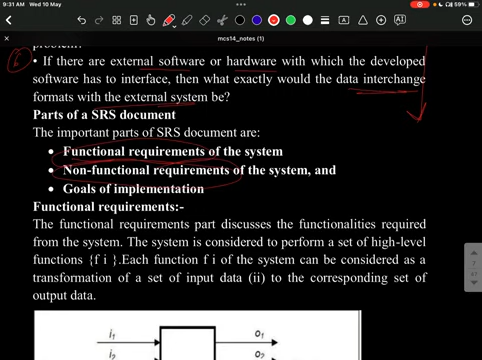 9:31 AM Wed 10 May
59%
mcs14_notes (1)
problem?
• If there are external software or hardware with which the developed
software has to interface, then what exactly would the data interchange
formats with the external system be?
Parts of a SRS document
The important parts of SRS document are:
• Functional requirements of the system
• Non-functional requirements of the system, and
• Goals of implementation
Functional requirements:-
The functional requirements part discusses the functionalities required
from the system. The system is considered to perform a set of high-level
functions {f i }.Each function f i of the system can be considered as a
transformation of a set of input data (ii) to the corresponding set of
output data.
i1 o1
i2 o2